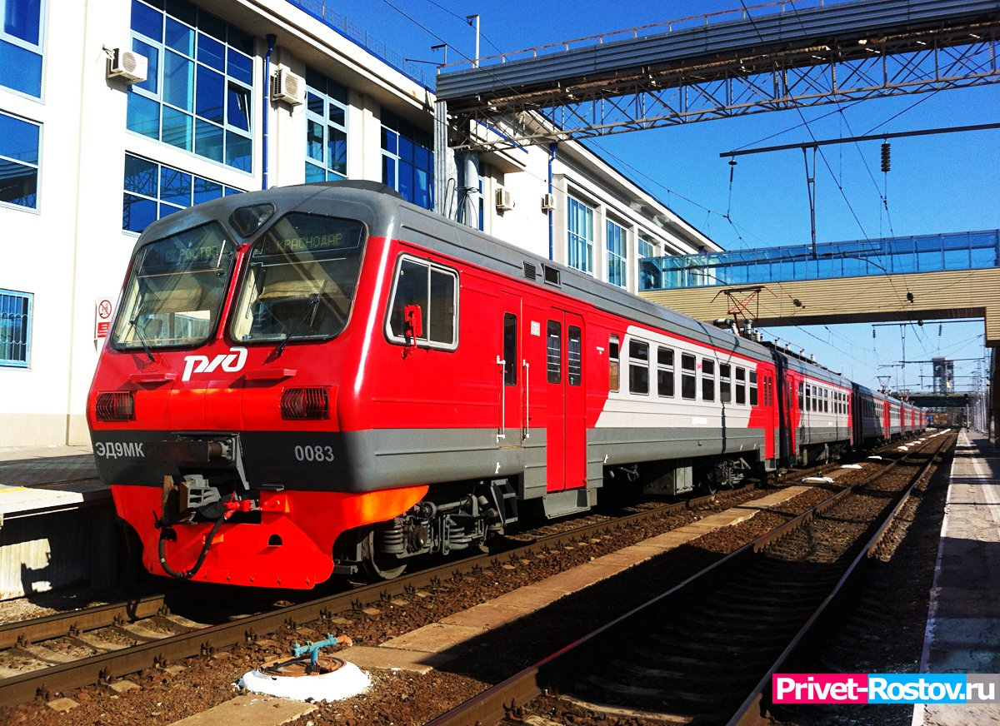 РОСТОВ
КРАСНОДАР
РЖД
ЭД9МК
0083
Privet-Rostov.ru